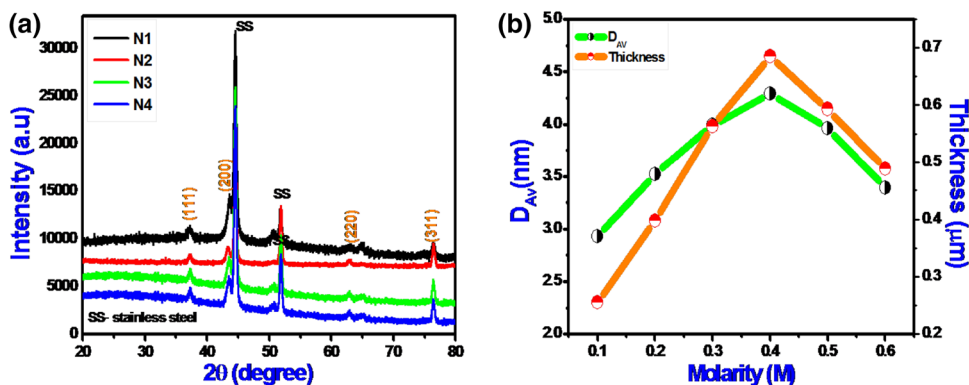 (a)
SS
N1
N2
N3
N4
30000
25000
20000
15000
10000
5000
0
Intensity (a.u)
(111)
(200)
SS
SS
(220)
(311)
SS- stainless steel
20 30 40 50 60 70 80
2θ (degree)
(b)
5.0
4.5
4.0
3.5
3.0
2.5
2.0
D_AV(nm)
D_AV
Thickness
0.7
0.6
0.5
0.4
0.3
0.2
Thickness (μm)
0.1 0.2 0.3 0.4 0.5 0.6
Molarity (M)